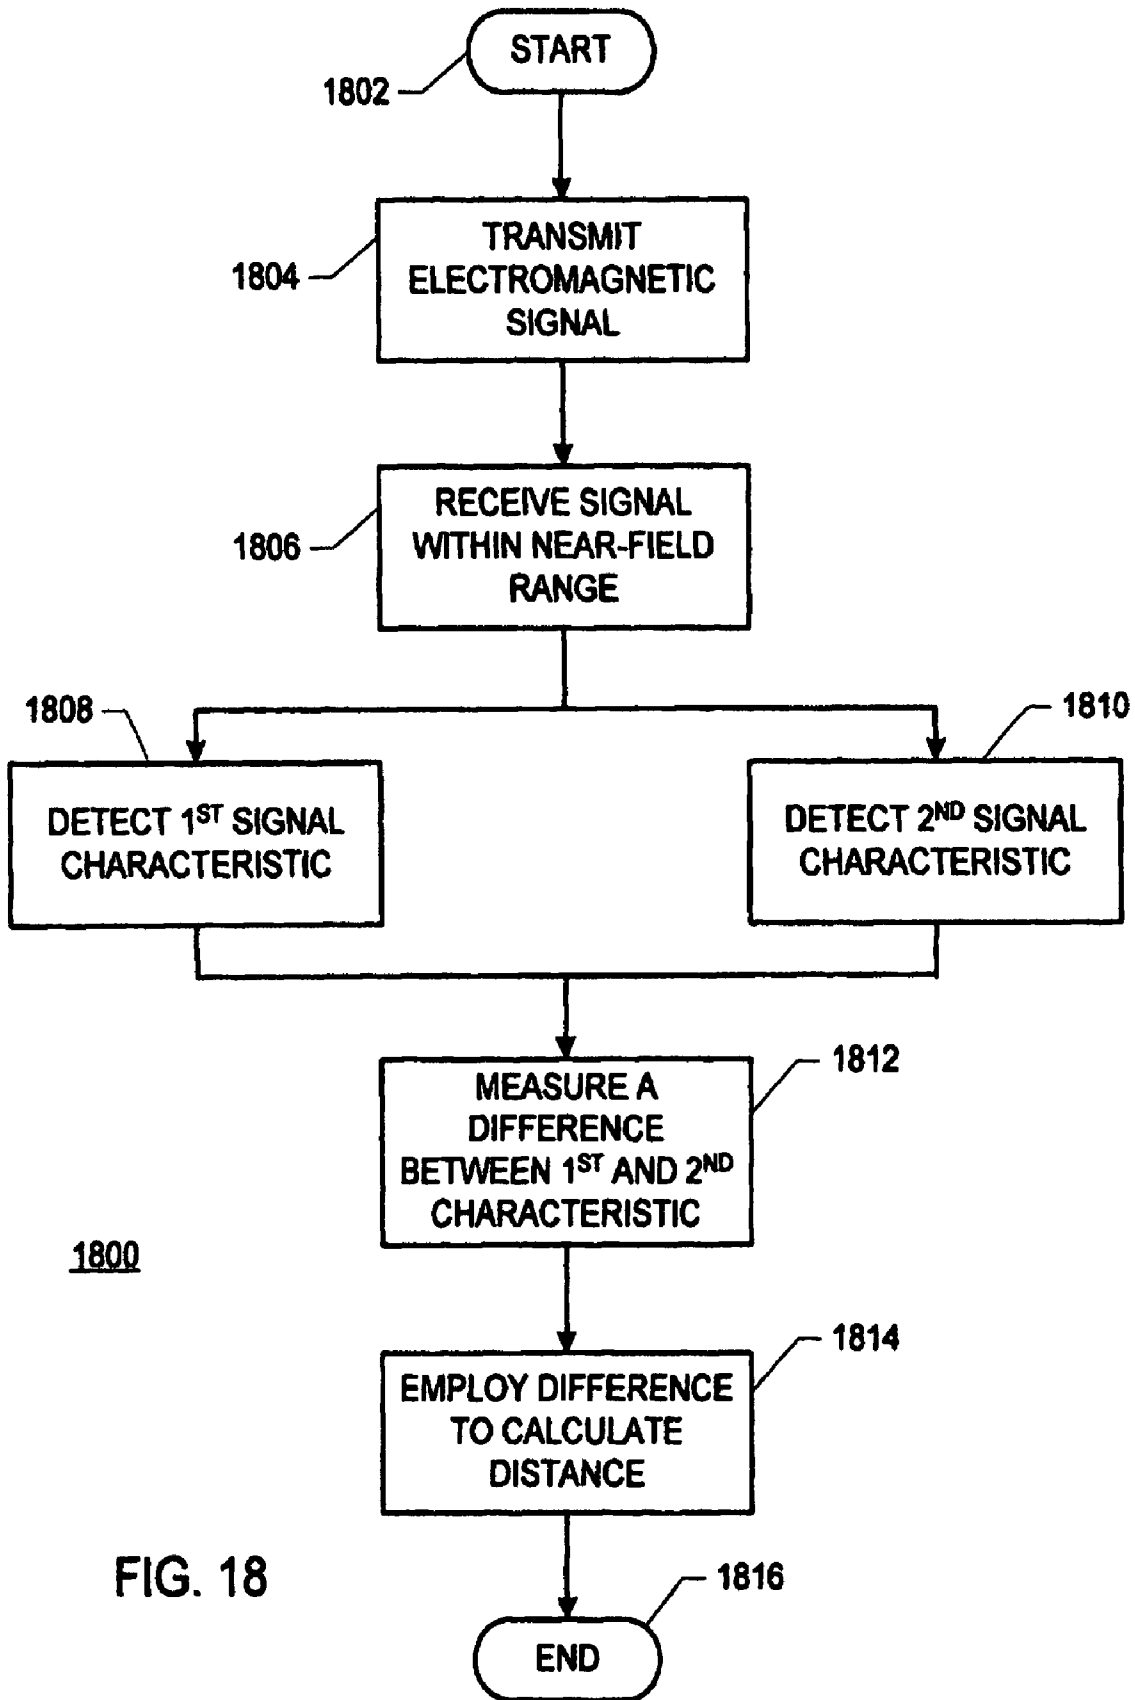 START
1802
TRANSMIT
ELECTROMAGNETIC
SIGNAL
1804
RECEIVE SIGNAL
WITHIN NEAR-FIELD
RANGE
1806
1808
1810
DETECT 1ST SIGNAL
CHARACTERISTIC
DETECT 2ND SIGNAL
CHARACTERISTIC
1812
MEASURE A
DIFFERENCE
BETWEEN 1ST AND 2ND
CHARACTERISTIC
1800
1814
EMPLOY DIFFERENCE
TO CALCULATE
DISTANCE
FIG. 18
1816
END